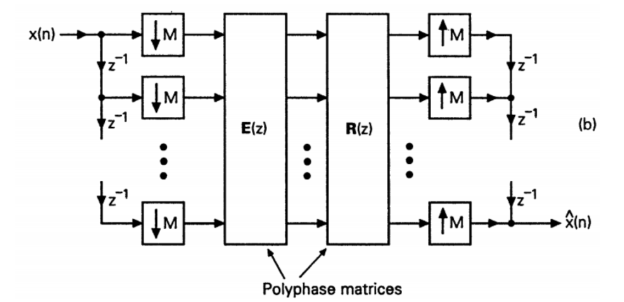 x(n) ↓M E(z) R(z) ↑M
z⁻¹ z⁻¹
↓M ↑M
z⁻¹ z⁻¹
(b)
z⁻¹ z⁻¹
↓M ↑M x̂(n)
Polyphase matrices